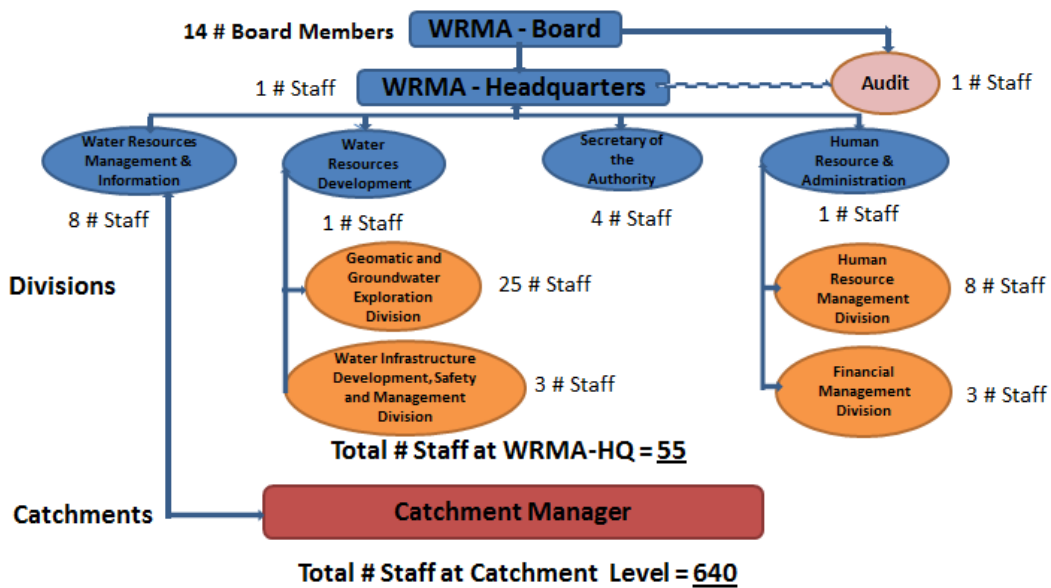 14 # Board Members
WRMA - Board
1 # Staff
WRMA - Headquarters
Audit
1 # Staff
Water Resources
Management &
Information
8 # Staff
Water
Resources
Development
1 # Staff
Secretary of
the
Authority
4 # Staff
Human
Resource &
Administration
1 # Staff
Divisions
Geomatic and
Groundwater
Exploration
Division
25 # Staff
Human
Resource
Management
Division
8 # Staff
Water Infrastructure
Development, Safety
and Management
Division
3 # Staff
Financial
Management
Division
3 # Staff
Total # Staff at WRMA-HQ = 55
Catchments
Catchment Manager
Total # Staff at Catchment Level = 640